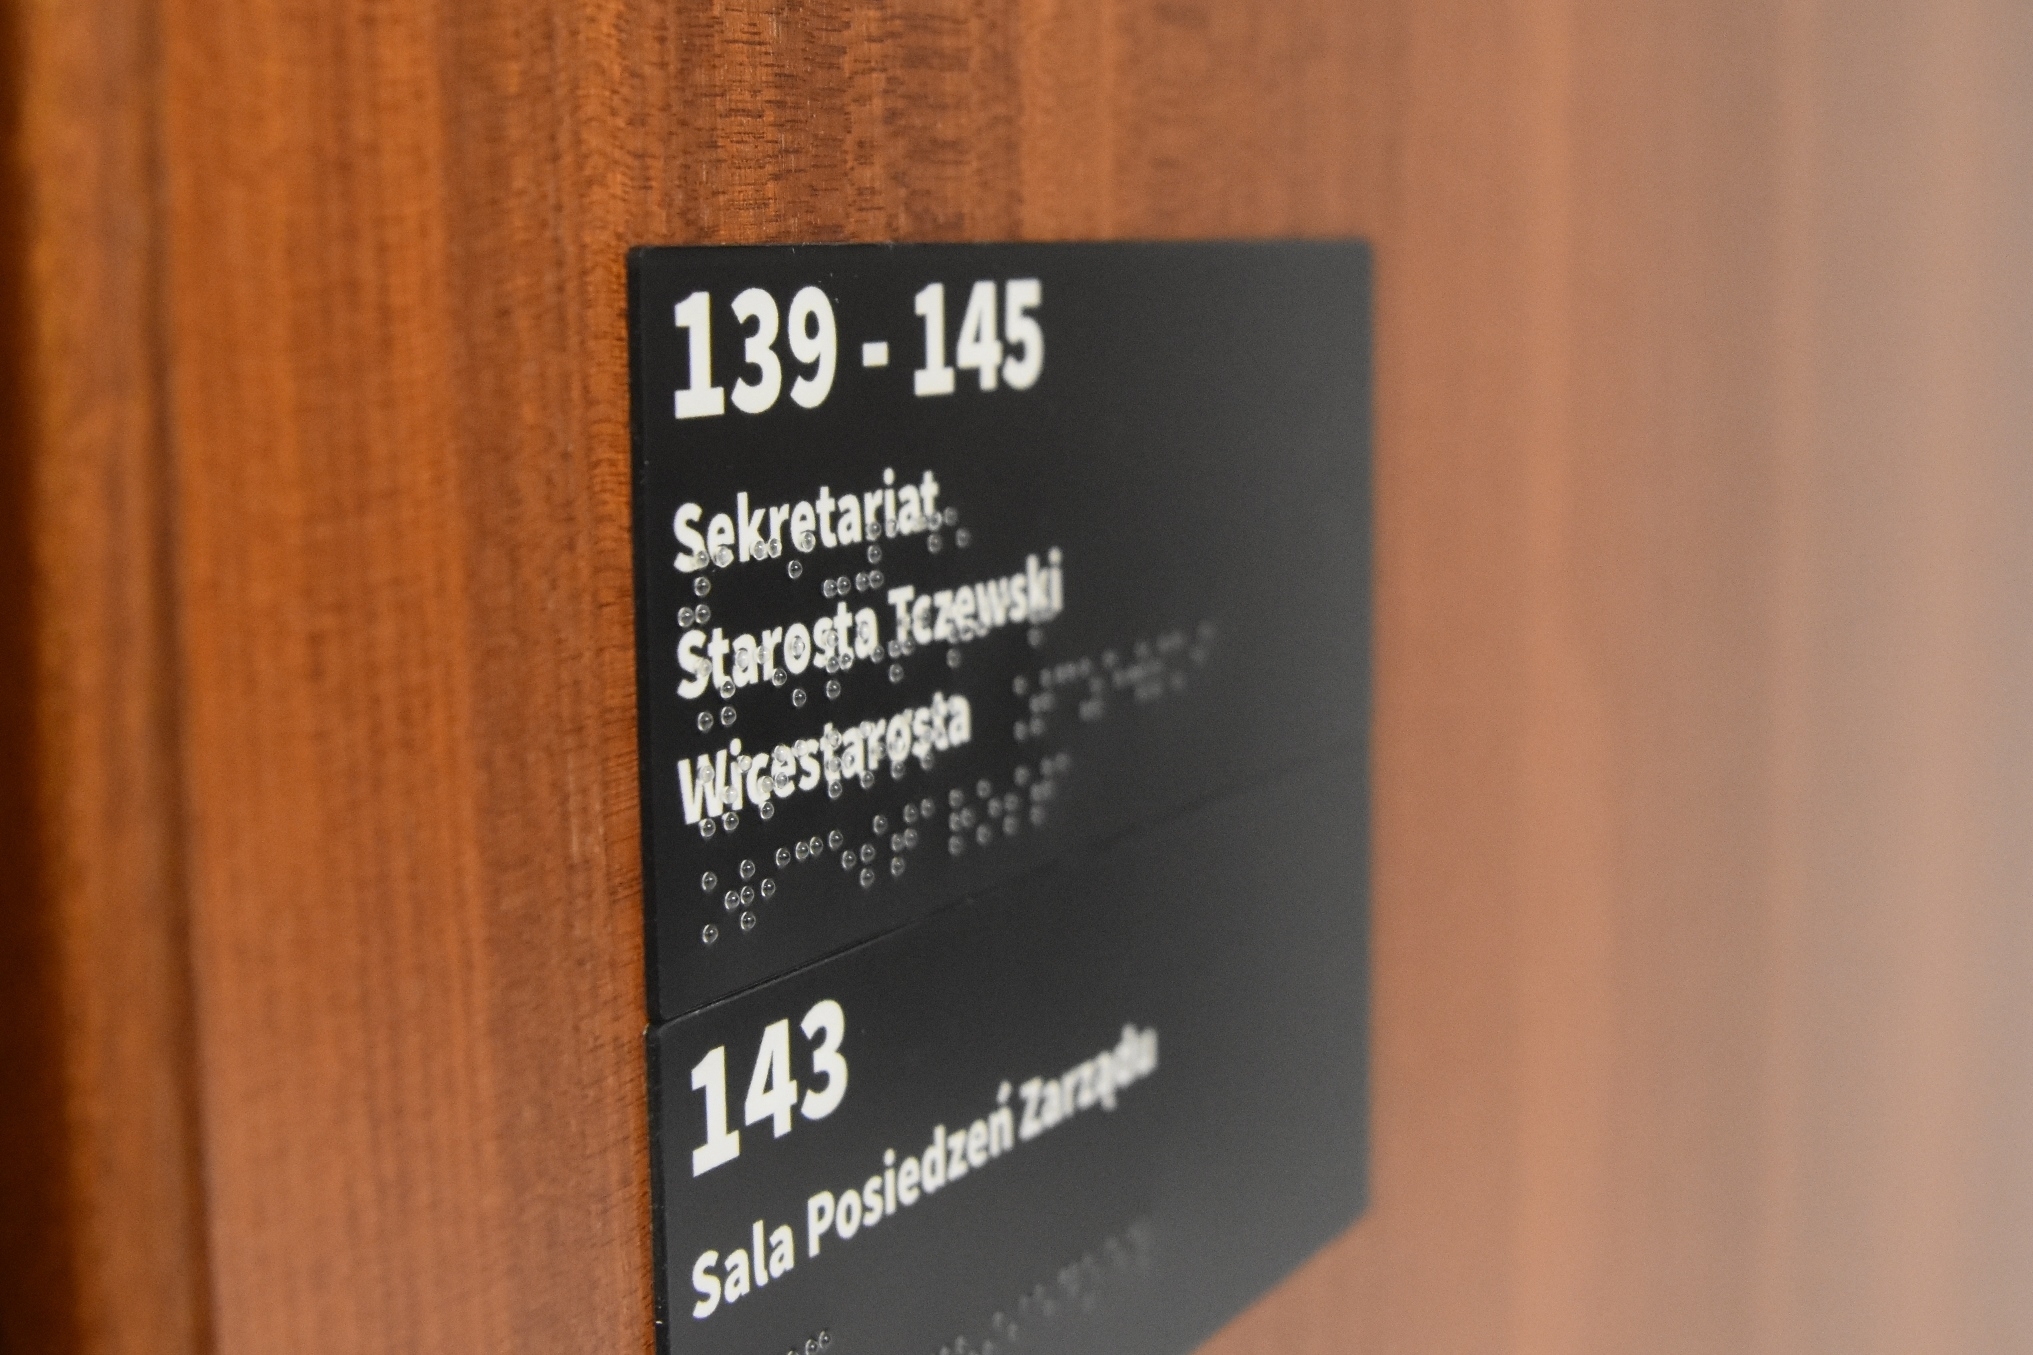 139 - 145
Sekretariat
Starosta Tczewski
Wicestarosta
143
Sala Posiedzeń Zarządu